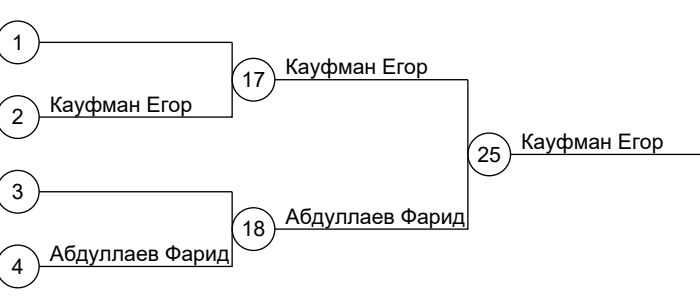 1
17 Кауфман Егор
2 Кауфман Егор
25 Кауфман Егор
3
18 Абдуллаев Фарид
4 Абдуллаев Фарид